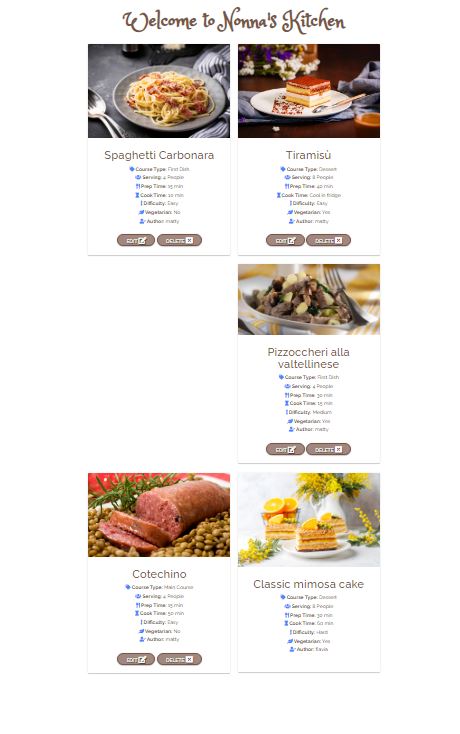 Welcome to Nonna's Kitchen
Spaghetti Carbonara
Course Type: First Dish
Serving: 4 People
Prep Time: 15 min
Cook Time: 10 min
Difficulty: Easy
Vegetarian: No
Author: matty
EDIT
DELETE
Tiramisù
Course Type: Dessert
Serving: 8 People
Prep Time: 40 min
Cook Time: Cool in fridge
Difficulty: Easy
Vegetarian: Yes
Author: matty
EDIT
DELETE
Pizzoccheri alla
valtellinese
Course Type: First Dish
Serving: 4 People
Prep Time: 30 min
Cook Time: 15 min
Difficulty: Medium
Vegetarian: Yes
Author: matty
EDIT
DELETE
Cotechino
Course Type: Main Course
Serving: 4 People
Prep Time: 15 min
Cook Time: 50 min
Difficulty: Easy
Vegetarian: No
Author: matty
EDIT
DELETE
Classic mimosa cake
Course Type: Dessert
Serving: 8 People
Prep Time: 30 min
Cook Time: 60 min
Difficulty: Hard
Vegetarian: Yes
Author: flavia